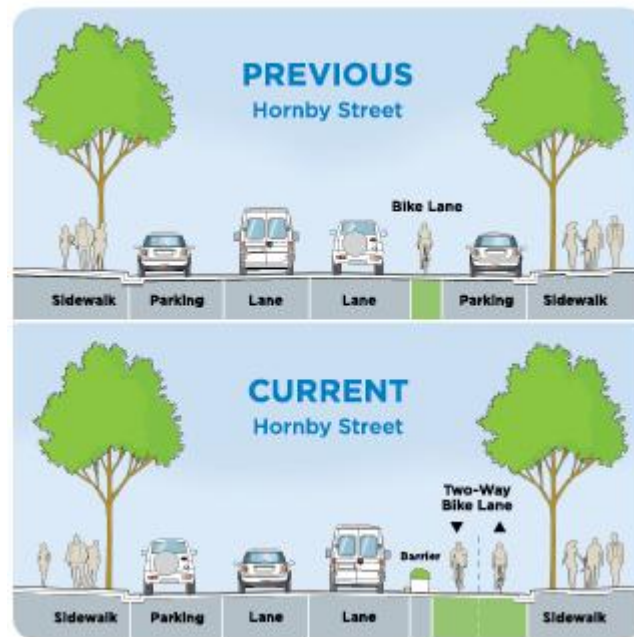 PREVIOUS
Hornby Street
Bike Lane
Sidewalk Parking Lane Lane Parking Sidewalk
CURRENT
Hornby Street
Two-Way
Bike Lane
Barrier
Sidewalk Parking Lane Lane Sidewalk